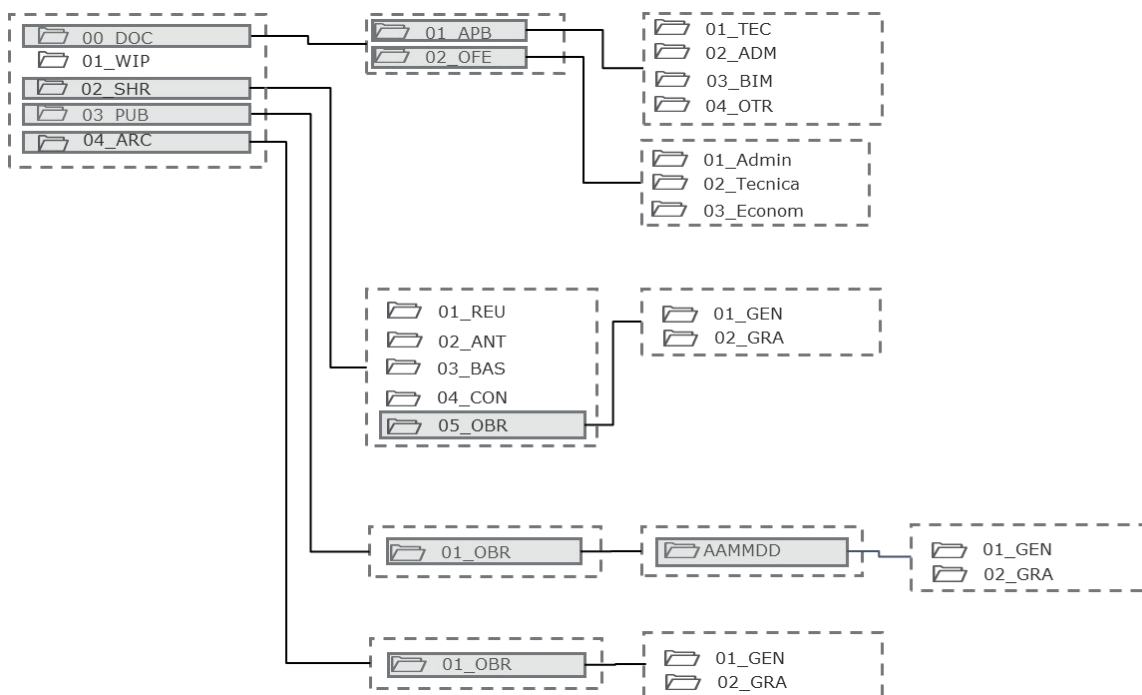 00_DOC
01_WIP
02_SHR
03_PUB
04_ARC
01_APB
02_OFE
01_TEC
02_ADM
03_BIM
04_OTR
01_Admin
02_Tecnica
03_Econom
01_REU
02_ANT
03_BAS
04_CON
05_OBR
01_GEN
02_GRA
01_OBR
AAMMDD
01_GEN
02_GRA
01_OBR
01_GEN
02_GRA